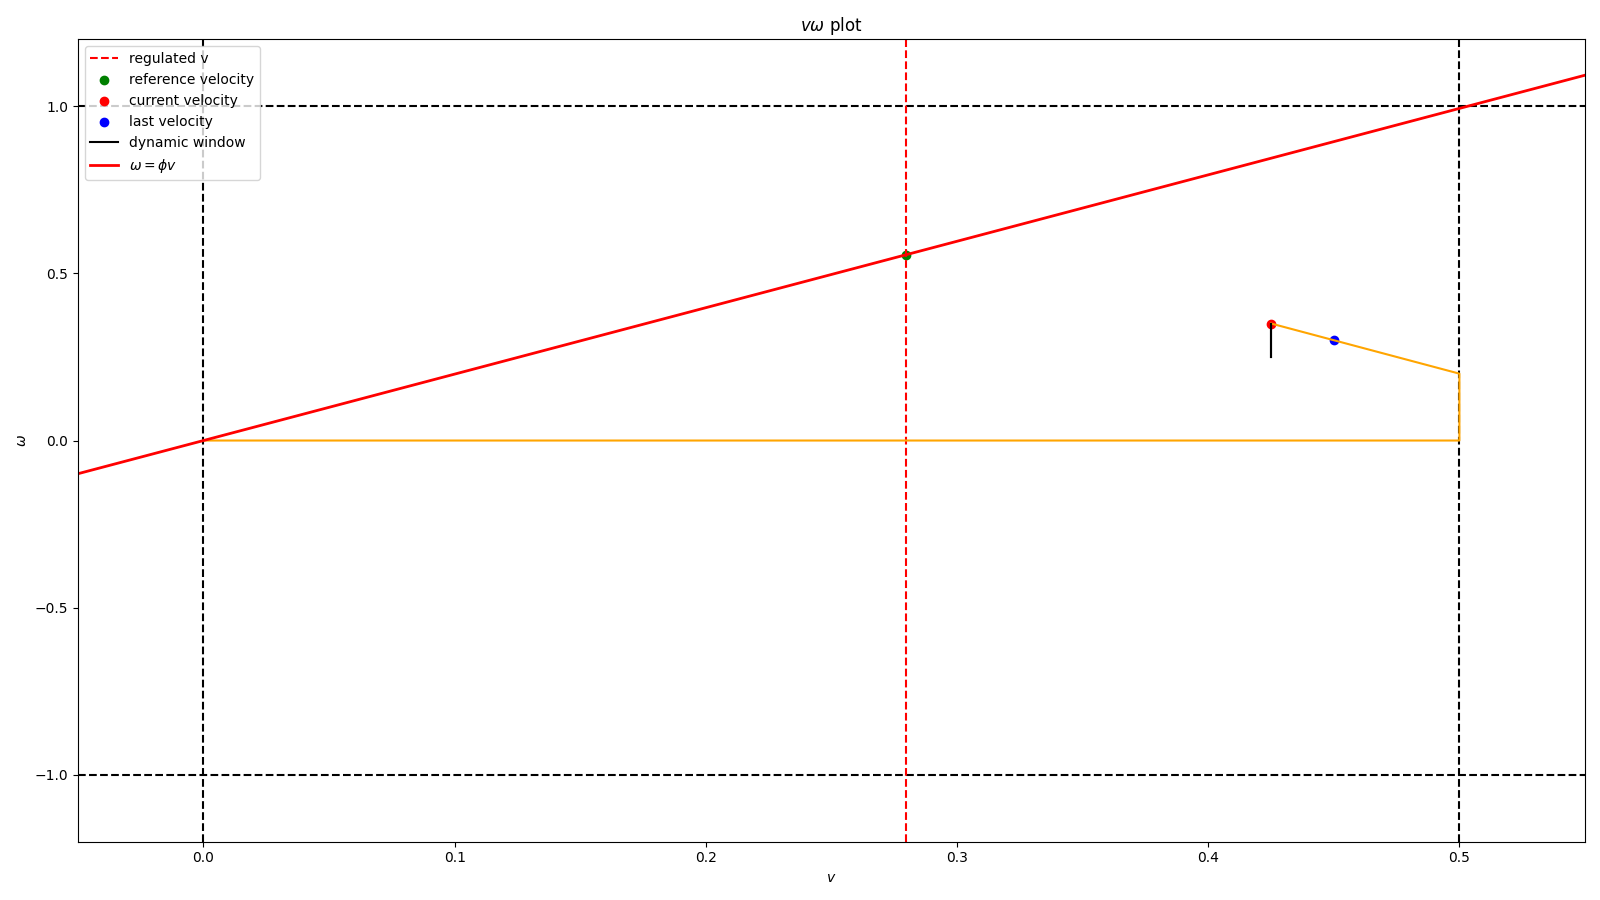 vω plot
regulated v
reference velocity
current velocity
last velocity
dynamic window
ω = ϕv
1.0
0.5
0.0
−0.5
−1.0
ω
0.0 0.1 0.2 0.3 0.4 0.5
v